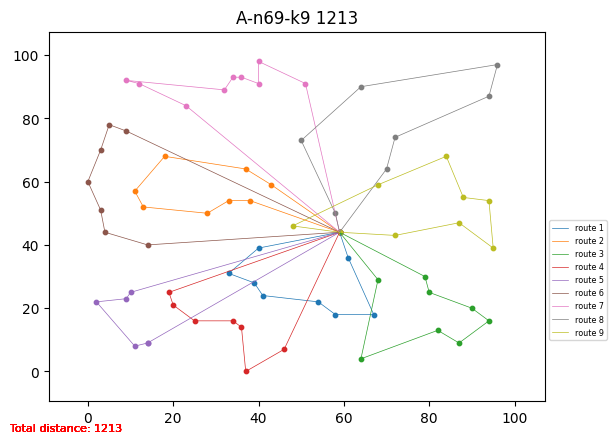 A-n69-k9 1213
100
80
60
40
20
0
0 20 40 60 80 100
route 1
route 2
route 3
route 4
route 5
route 6
route 7
route 8
route 9
Total distance: 1213